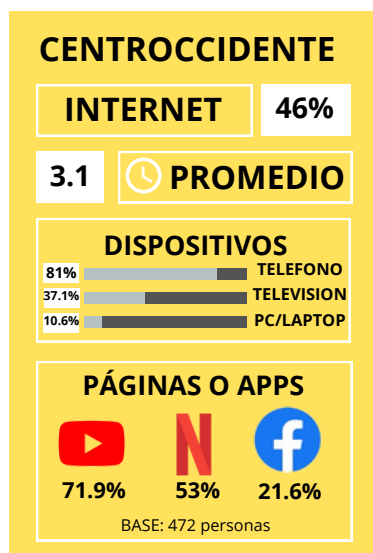 CENTROCCIDENTE
INTERNET 46%
3.1 PROMEDIO
DISPOSITIVOS
81% TELEFONO
37.1% TELEVISION
10.6% PC/LAPTOP
PÁGINAS O APPS
71.9% 53% 21.6%
BASE: 472 personas